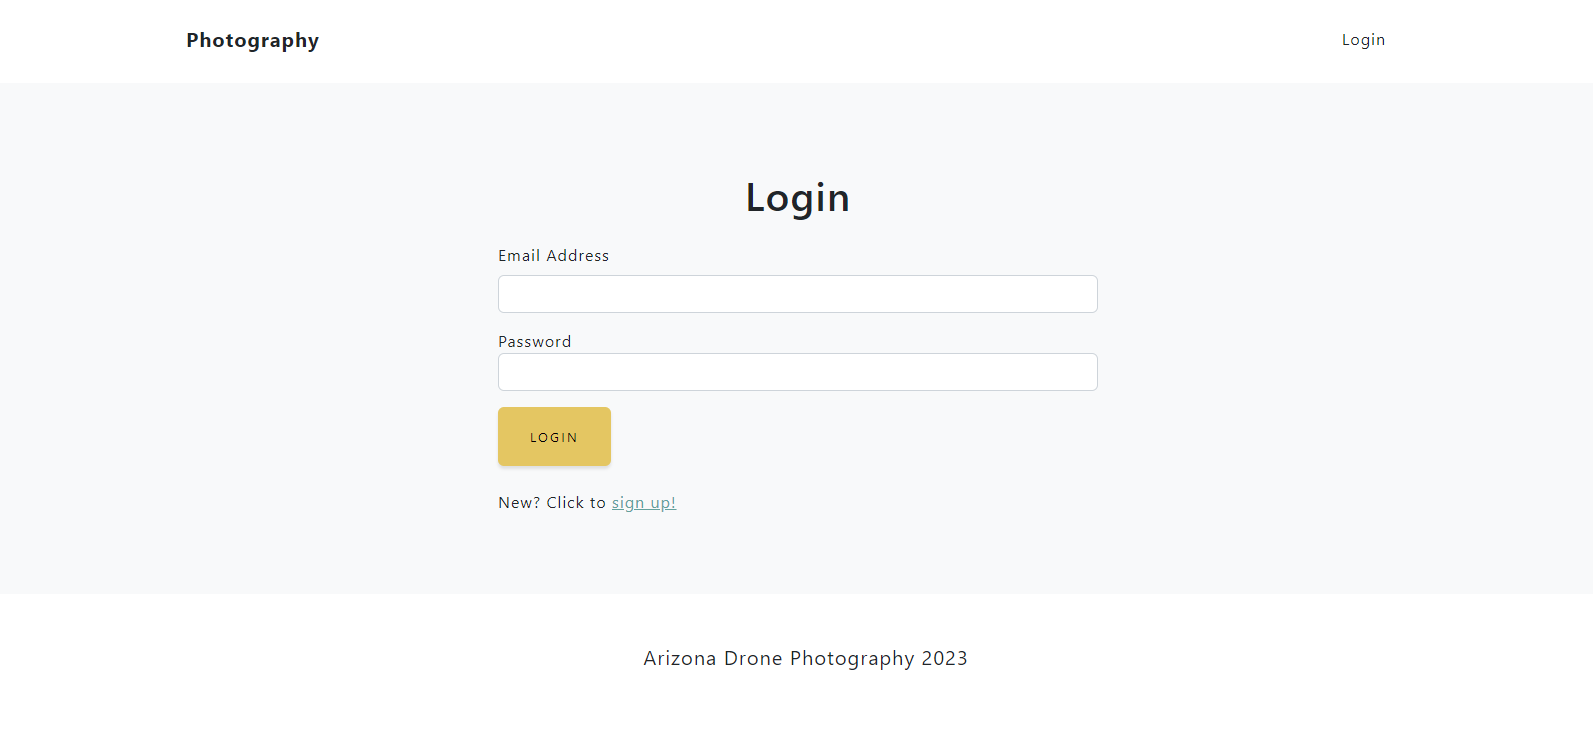 Photography
Login
Login
Email Address
Password
LOGIN
New? Click to sign up!
Arizona Drone Photography 2023